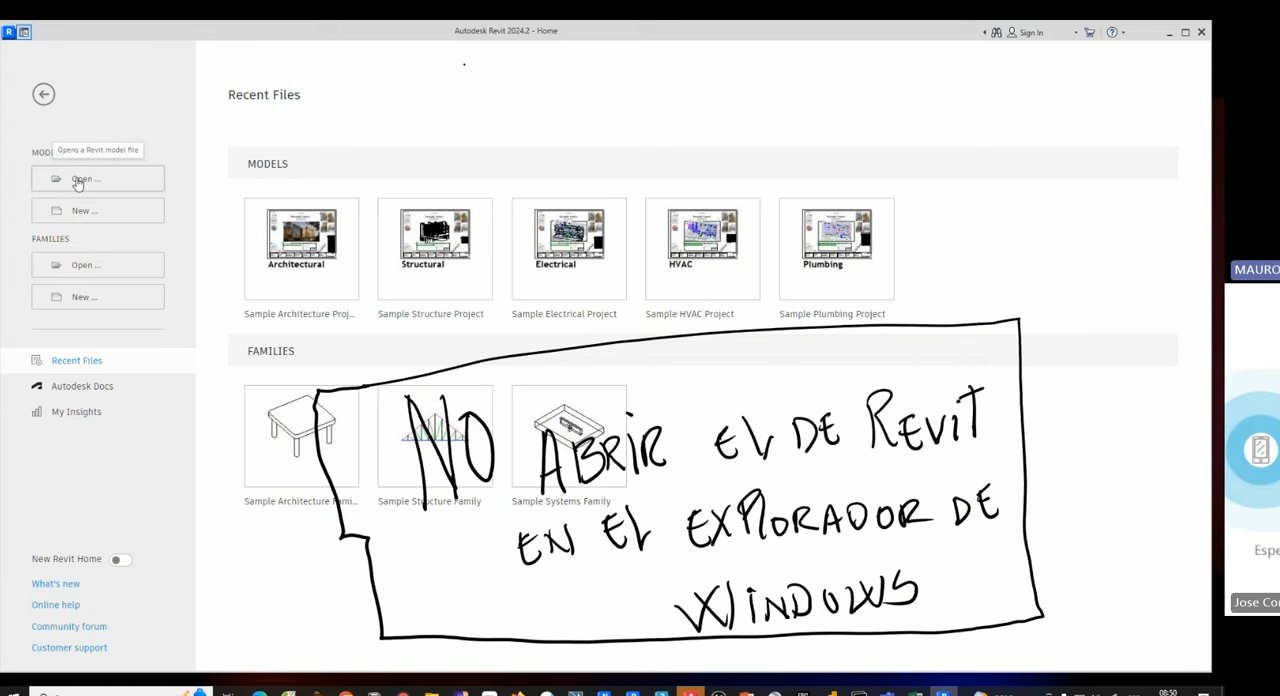 R
Autodesk Revit 2024.2 - Home
Sign In
Recent Files
Opens a Revit model file
Open ...
New ...
FAMILIES
Open ...
New ...
Recent Files
Autodesk Docs
My Insights
New Revit Home
What's new
Online help
Community forum
Customer support
MODELS
Architectural
Structural
Electrical
HVAC
Plumbing
Sample Architecture Proj...
Sample Structure Project
Sample Electrical Project
Sample HVAC Project
Sample Plumbing Project
FAMILIES
Sample Architecture Fami...
Sample Structure Family
Sample Systems Family
NO ABRIR EL DE REVIT
EN EL EXPLORADOR DE
WINDOWS
MAURO
Espe
Jose Co
08:50